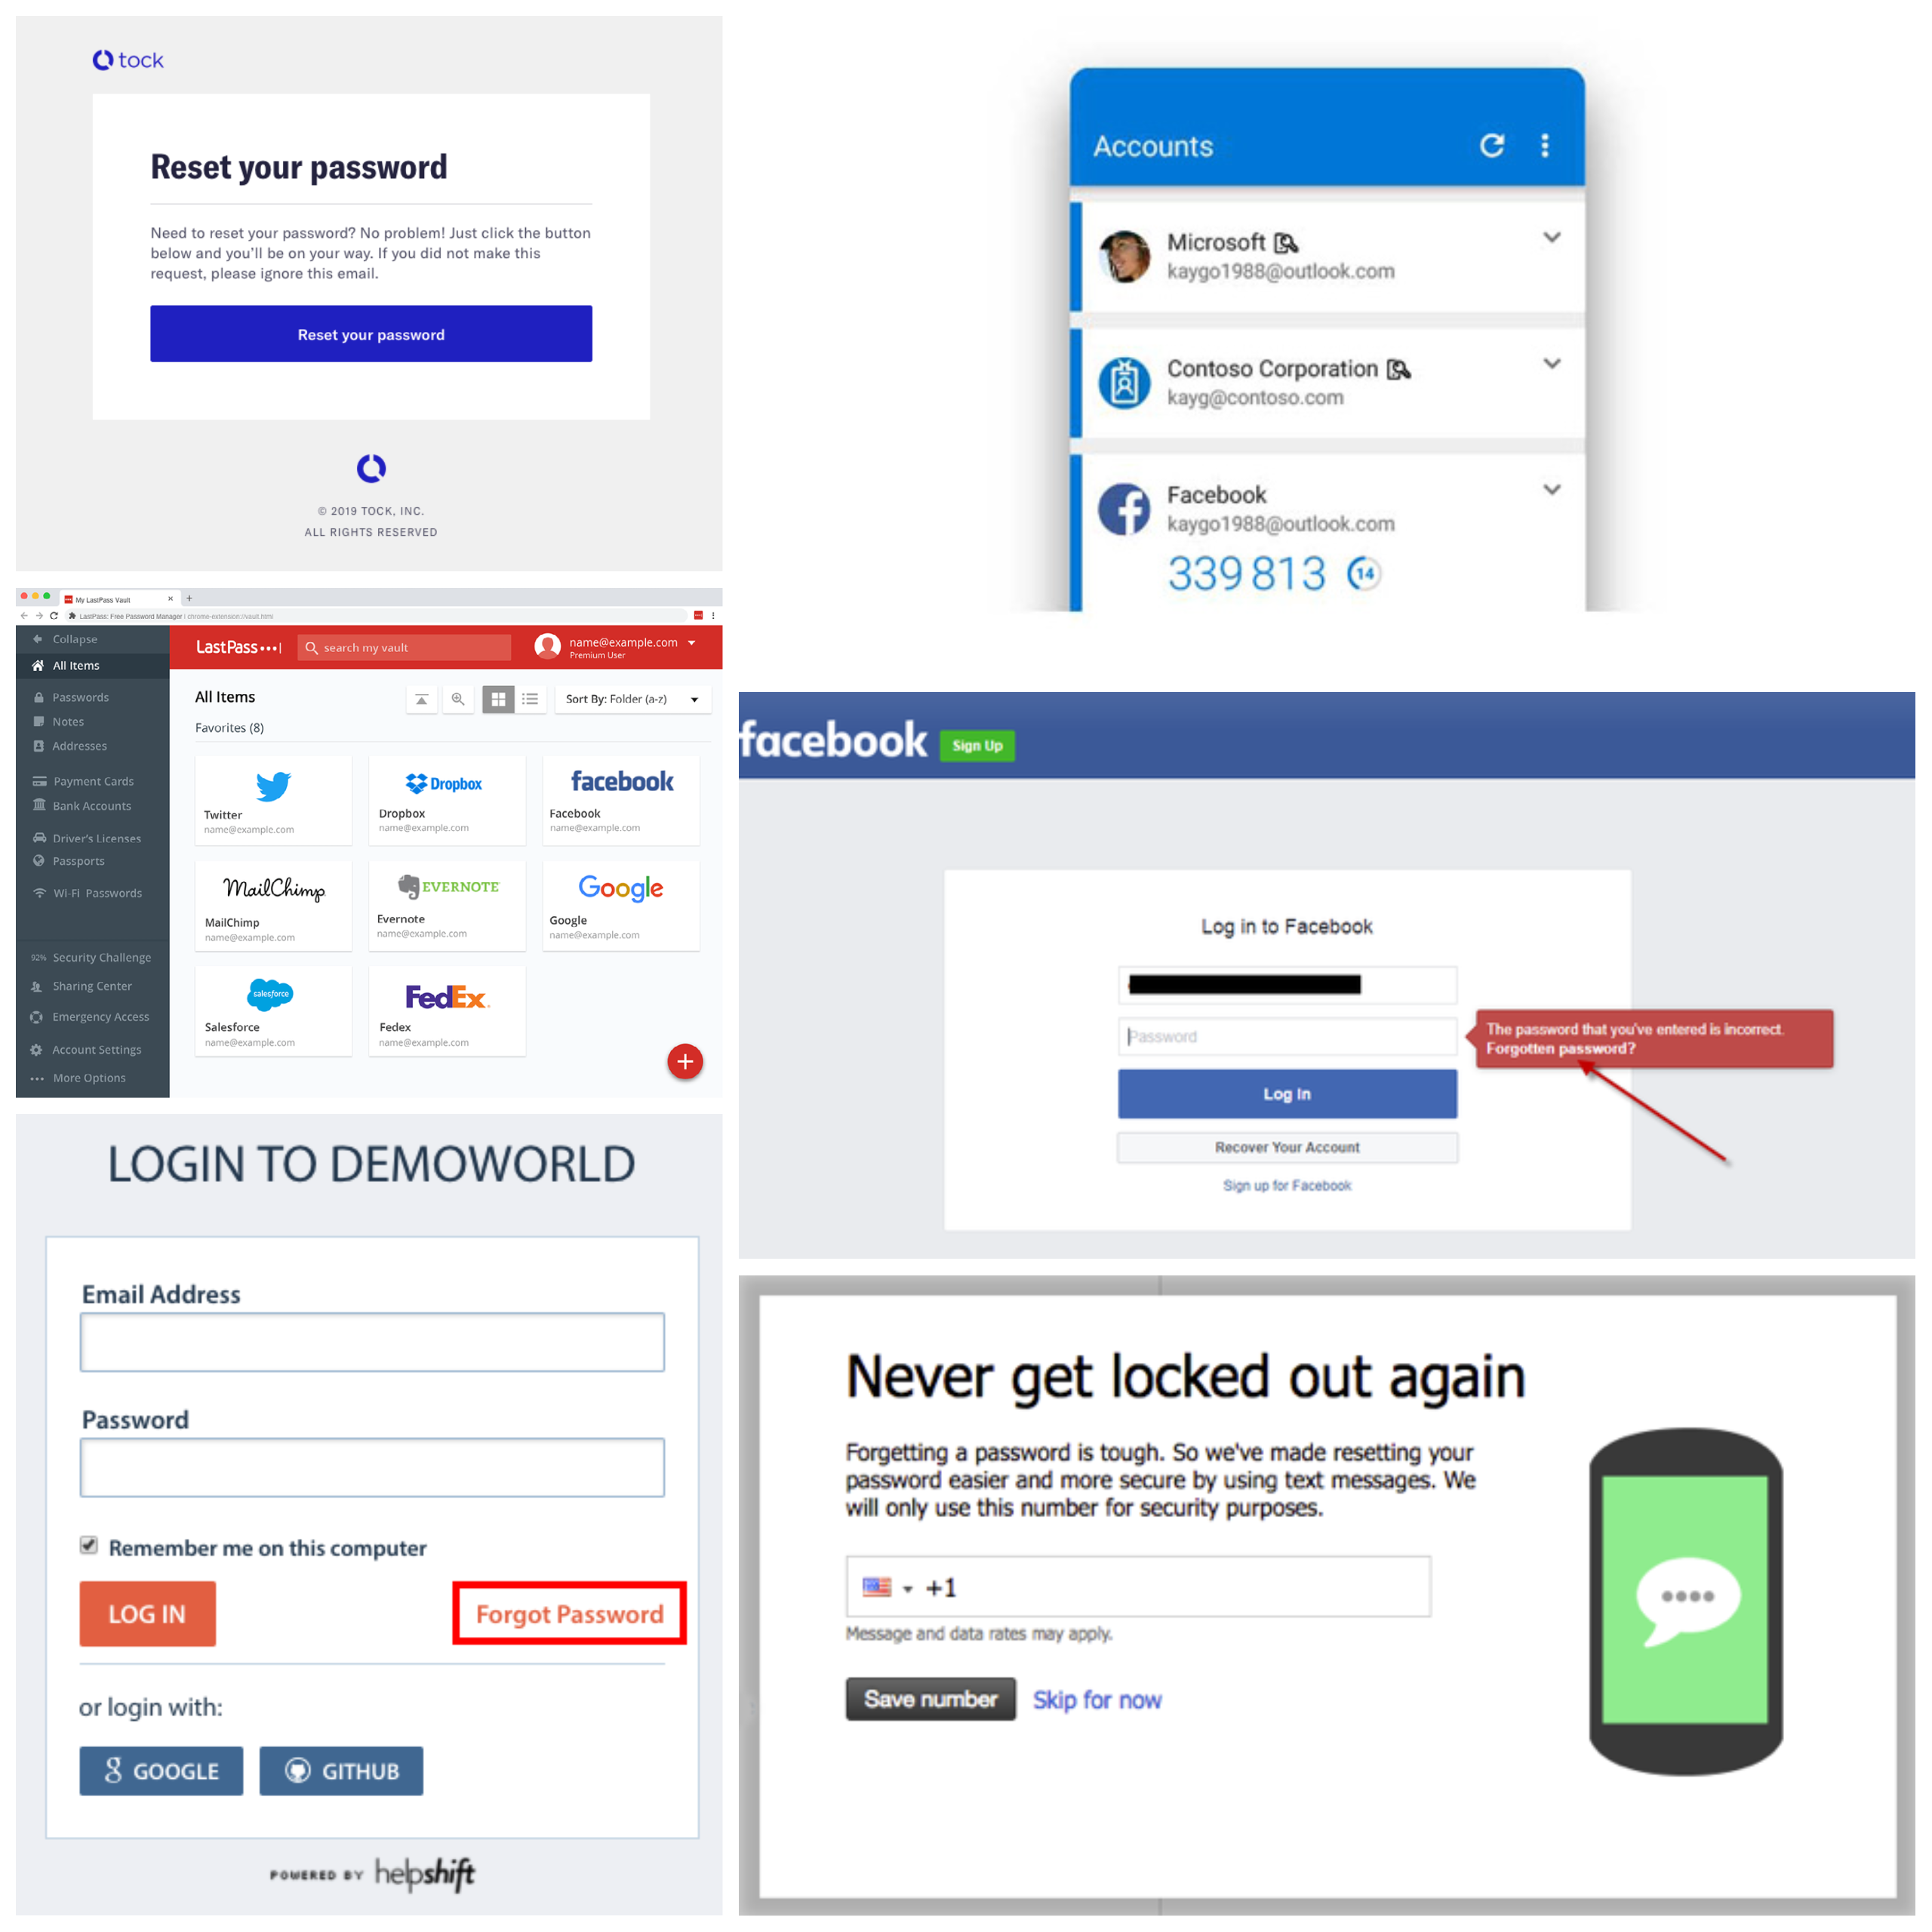 tock
Reset your password
Need to reset your password? No problem! Just click the button
below and you'll be on your way. If you did not make this
request, please ignore this email.
Reset your password
© 2019 TOCK, INC.
ALL RIGHTS RESERVED
Accounts
Microsoft
kaygo1988@outlook.com
Contoso Corporation
kayg@contoso.com
Facebook
kaygo1988@outlook.com
339 813 14
My LastPass Vault
LastPass: Free Password Manager | chrome-extension://vault.html
Collapse
All Items
Passwords
Notes
Addresses
Payment Cards
Bank Accounts
Driver's Licenses
Passports
Wi-Fi Passwords
92% Security Challenge
Sharing Center
Emergency Access
Account Settings
More Options
LastPass
search my vault
name@example.com
Premium User
All Items
Sort By: Folder (a-z)
Favorites (8)
Twitter
name@example.com
Dropbox
Dropbox
name@example.com
facebook
Facebook
name@example.com
MailChimp
MailChimp
name@example.com
EVERNOTE
Evernote
name@example.com
Google
Google
name@example.com
salesforce
Salesforce
name@example.com
FedEx
Fedex
name@example.com
facebook Sign Up
Log in to Facebook
Password
The password that you've entered is incorrect.
Forgotten password?
Log In
Recover Your Account
Sign up for Facebook
LOGIN TO DEMOWORLD
Email Address
Password
Remember me on this computer
LOG IN Forgot Password
or login with:
GOOGLE GITHUB
POWERED BY helpshift
Never get locked out again
Forgetting a password is tough. So we've made resetting your
password easier and more secure by using text messages. We
will only use this number for security purposes.
+1
Message and data rates may apply.
Save number Skip for now